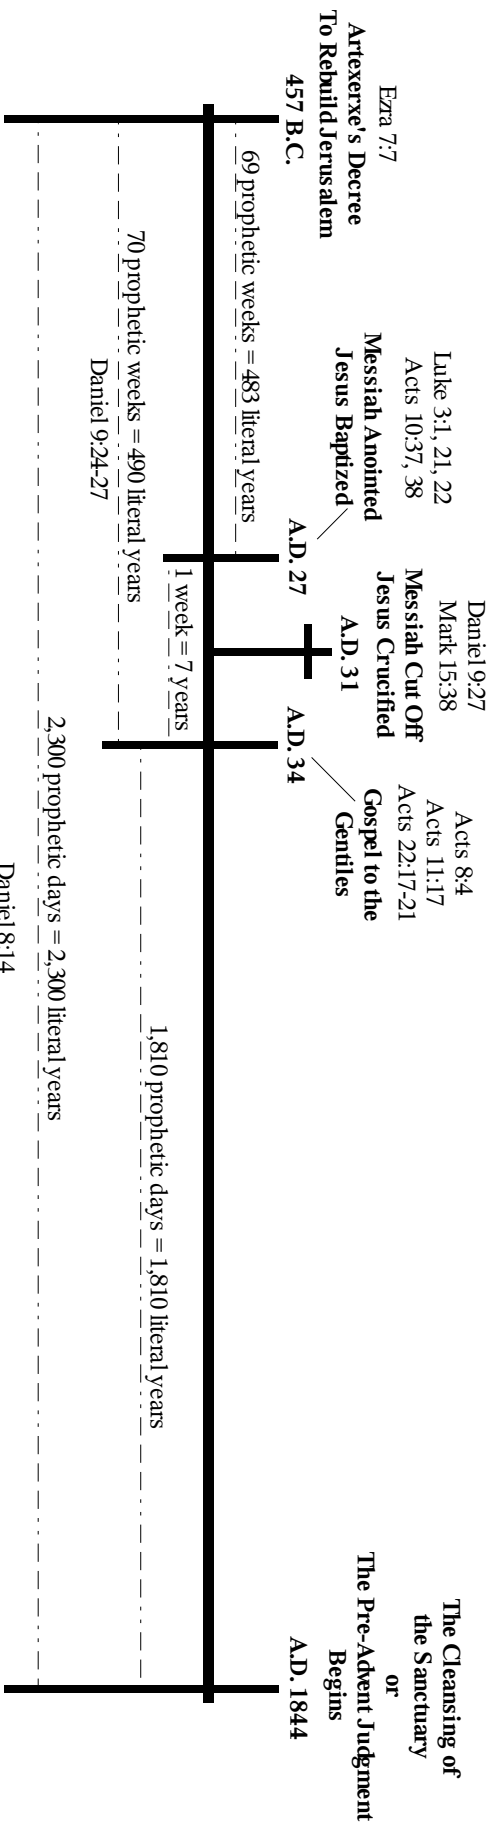 Ezra 7:7
Artexerxe's Decree
To Rebuild Jerusalem
457 B.C.
Luke 3:1, 21, 22
Acts 10:37, 38
Messiah Anointed
Jesus Baptized
A.D. 27
Daniel 9:27
Mark 15:38
Messiah Cut Off
Jesus Crucified
A.D. 31
Acts 8:4
Acts 11:17
Acts 22:17-21
Gospel to the
Gentiles
A.D. 34
The Cleansing of
the Sanctuary
or
The Pre-Advent Judgment
Begins
A.D. 1844
69 prophetic weeks = 483 literal years
1 week = 7 years
1,810 prophetic days = 1,810 literal years
70 prophetic weeks = 490 literal years
Daniel 9:24-27
2,300 prophetic days = 2,300 literal years
Daniel 8:14